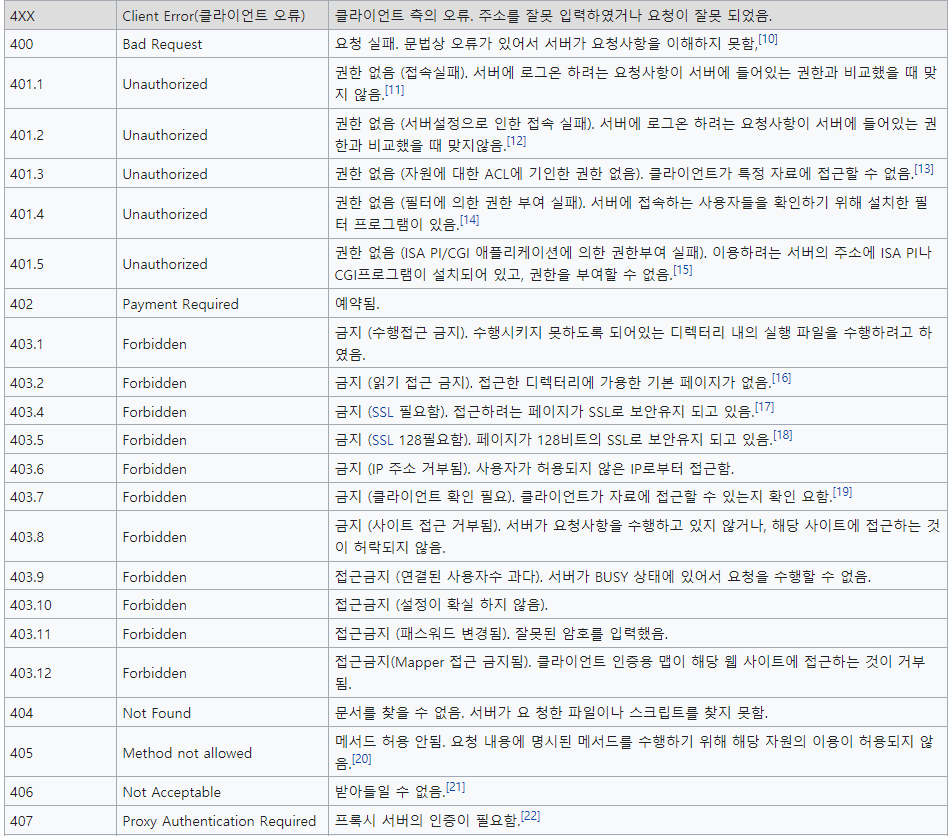 4XX Client Error(클라이언트 오류) 클라이언트 측의 오류. 주소를 잘못 입력하였거나 요청이 잘못 되었음.
400 Bad Request 요청 실패. 문법상 오류가 있어서 서버가 요청사항을 이해하지 못함.[10]
401.1 Unauthorized 권한 없음 (접속실패). 서버에 로그온 하려는 요청사항이 서버에 들어있는 권한과 비교했을 때 맞
지 않음.[11]
401.2 Unauthorized 권한 없음 (서버설정으로 인한 접속 실패). 서버에 로그온 하려는 요청사항이 서버에 들어있는 권
한과 비교했을 때 맞지않음.[12]
401.3 Unauthorized 권한 없음 (자원에 대한 ACL에 기인한 권한 없음). 클라이언트가 특정 자료에 접근할 수 없음.[13]
401.4 Unauthorized 권한 없음 (필터에 의한 권한 부여 실패). 서버에 접속하는 사용자들을 확인하기 위해 설치한 필
터 프로그램이 있음.[14]
401.5 Unauthorized 권한 없음 (ISA PI/CGI 애플리케이션에 의한 권한부여 실패). 이용하려는 서버의 주소에 ISA PI나
CGI프로그램이 설치되어 있고, 권한을 부여할 수 없음.[15]
402 Payment Required 예약됨.
403.1 Forbidden 금지 (수행접근 금지). 수행시키지 못하도록 되어있는 디렉터리 내의 실행 파일을 수행하려고 하
였음.
403.2 Forbidden 금지 (읽기 접근 금지). 접근한 디렉터리에 가용한 기본 페이지가 없음.[16]
403.4 Forbidden 금지 (SSL 필요함). 접근하려는 페이지가 SSL로 보안유지 되고 있음.[17]
403.5 Forbidden 금지 (SSL 128필요함). 페이지가 128비트의 SSL로 보안유지 되고 있음.[18]
403.6 Forbidden 금지 (IP 주소 거부됨). 사용자가 허용되지 않은 IP로부터 접근함.
403.7 Forbidden 금지 (클라이언트 확인 필요). 클라이언트가 자료에 접근할 수 있는지 확인 요함.[19]
403.8 Forbidden 금지 (사이트 접근 거부됨). 서버가 요청사항을 수행하고 있지 않거나, 해당 사이트에 접근하는 것
이 허락되지 않음.
403.9 Forbidden 접근금지 (연결된 사용자수 과다). 서버가 BUSY 상태에 있어서 요청을 수행할 수 없음.
403.10 Forbidden 접근금지 (설정이 확실 하지 않음).
403.11 Forbidden 접근금지 (패스워드 변경됨). 잘못된 암호를 입력했음.
403.12 Forbidden 접근금지(Mapper 접근 금지됨). 클라이언트 인증용 맵이 해당 웹 사이트에 접근하는 것이 거부
됨.
404 Not Found 문서를 찾을 수 없음. 서버가 요 청한 파일이나 스크립트를 찾지 못함.
405 Method not allowed 메서드 허용 안됨. 요청 내용에 명시된 메서드를 수행하기 위해 해당 자원의 이용이 허용되지 않
음.[20]
406 Not Acceptable 받아들일 수 없음.[21]
407 Proxy Authentication Required 프록시 서버의 인증이 필요함.[22]